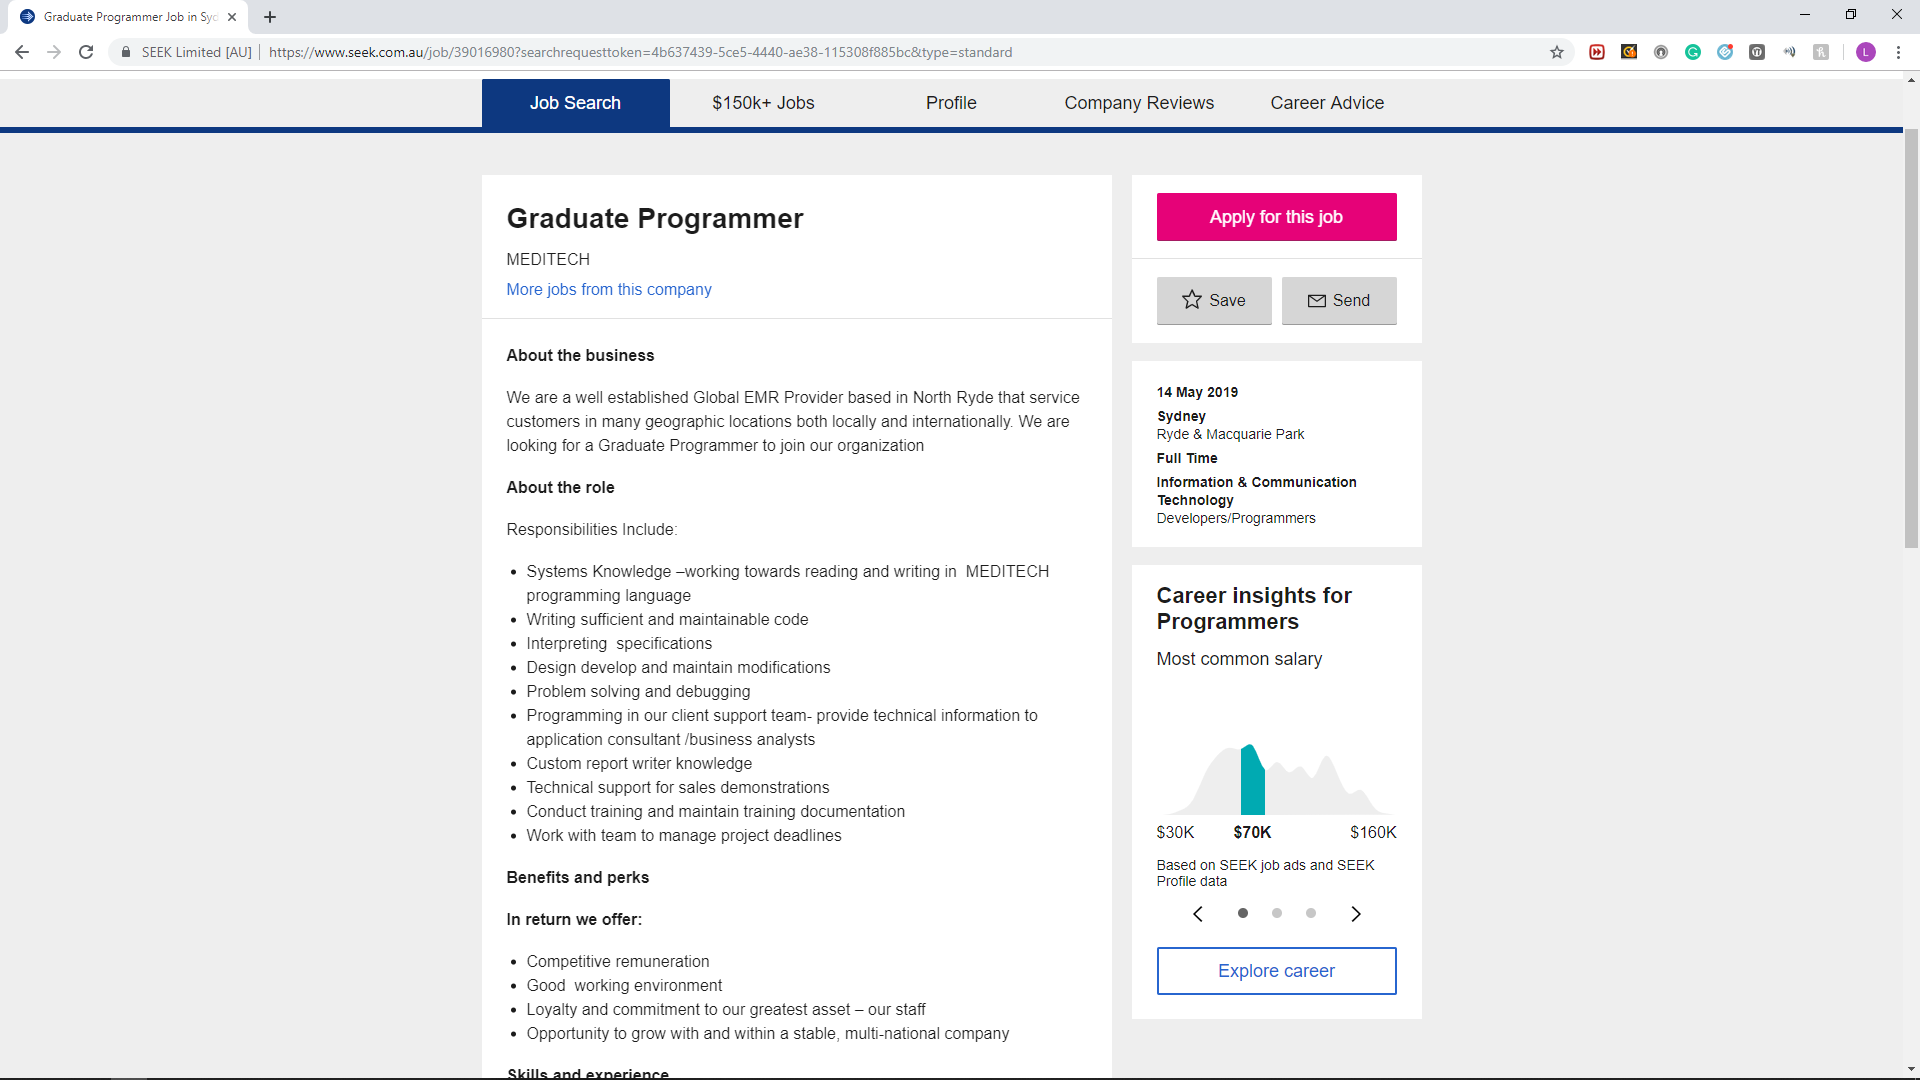 Graduate Programmer Job in Syd
SEEK Limited [AU]
https://www.seek.com.au/job/39016980?searchrequesttoken=4b637439-5ce5-4440-ae38-115308f885bc&type=standard
L
Job Search
$150k+ Jobs
Profile
Company Reviews
Career Advice
Graduate Programmer
MEDITECH
More jobs from this company
About the business
We are a well established Global EMR Provider based in North Ryde that service
customers in many geographic locations both locally and internationally. We are
looking for a Graduate Programmer to join our organization
About the role
Responsibilities Include:
Systems Knowledge –working towards reading and writing in  MEDITECH
programming language
Writing sufficient and maintainable code
Interpreting  specifications
Design develop and maintain modifications
Problem solving and debugging
Programming in our client support team- provide technical information to
application consultant /business analysts
Custom report writer knowledge
Technical support for sales demonstrations
Conduct training and maintain training documentation
Work with team to manage project deadlines
Benefits and perks
In return we offer:
Competitive remuneration
Good  working environment
Loyalty and commitment to our greatest asset – our staff
Opportunity to grow with and within a stable, multi-national company
Skills and experience
Apply for this job
Save
Send
14 May 2019
Sydney
Ryde & Macquarie Park
Full Time
Information & Communication
Technology
Developers/Programmers
Career insights for
Programmers
Most common salary
$30K
$70K
$160K
Based on SEEK job ads and SEEK
Profile data
Explore career